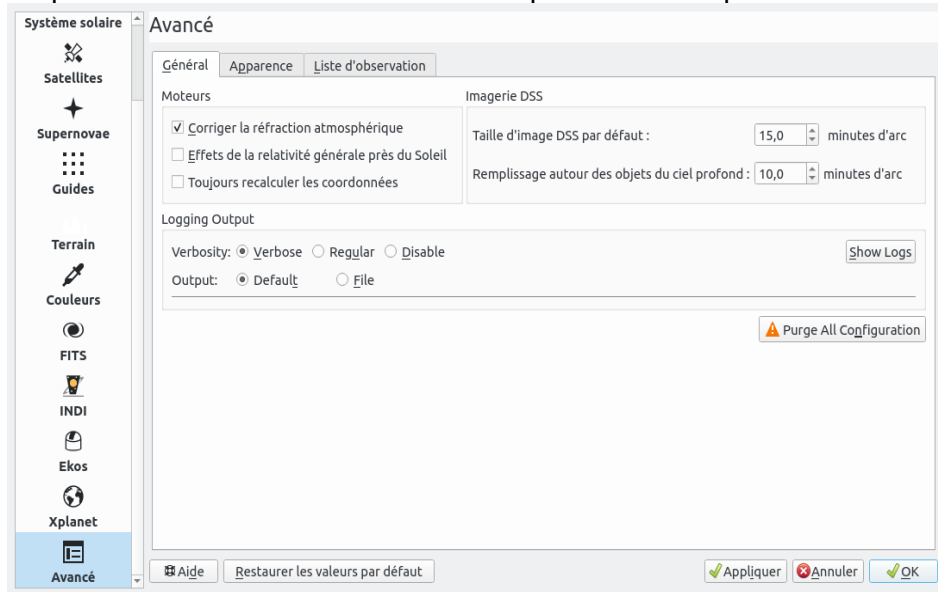 Système solaire
Satellites
Supernovae
Guides
Terrain
Couleurs
FITS
INDI
Ekos
Xplanet
Avancé
Avancé
Général Apparence Liste d'observation
Moteurs
Corriger la réfraction atmosphérique
Effets de la relativité générale près du Soleil
Toujours recalculer les coordonnées
Imagerie DSS
Taille d'image DSS par défaut : 15,0 minutes d'arc
Remplissage autour des objets du ciel profond : 10,0 minutes d'arc
Logging Output
Verbosity: Verbose Regular Disable Show Logs
Output: Default File
Purge All Configuration
Aide Restaurer les valeurs par défaut Appliquer Annuler OK